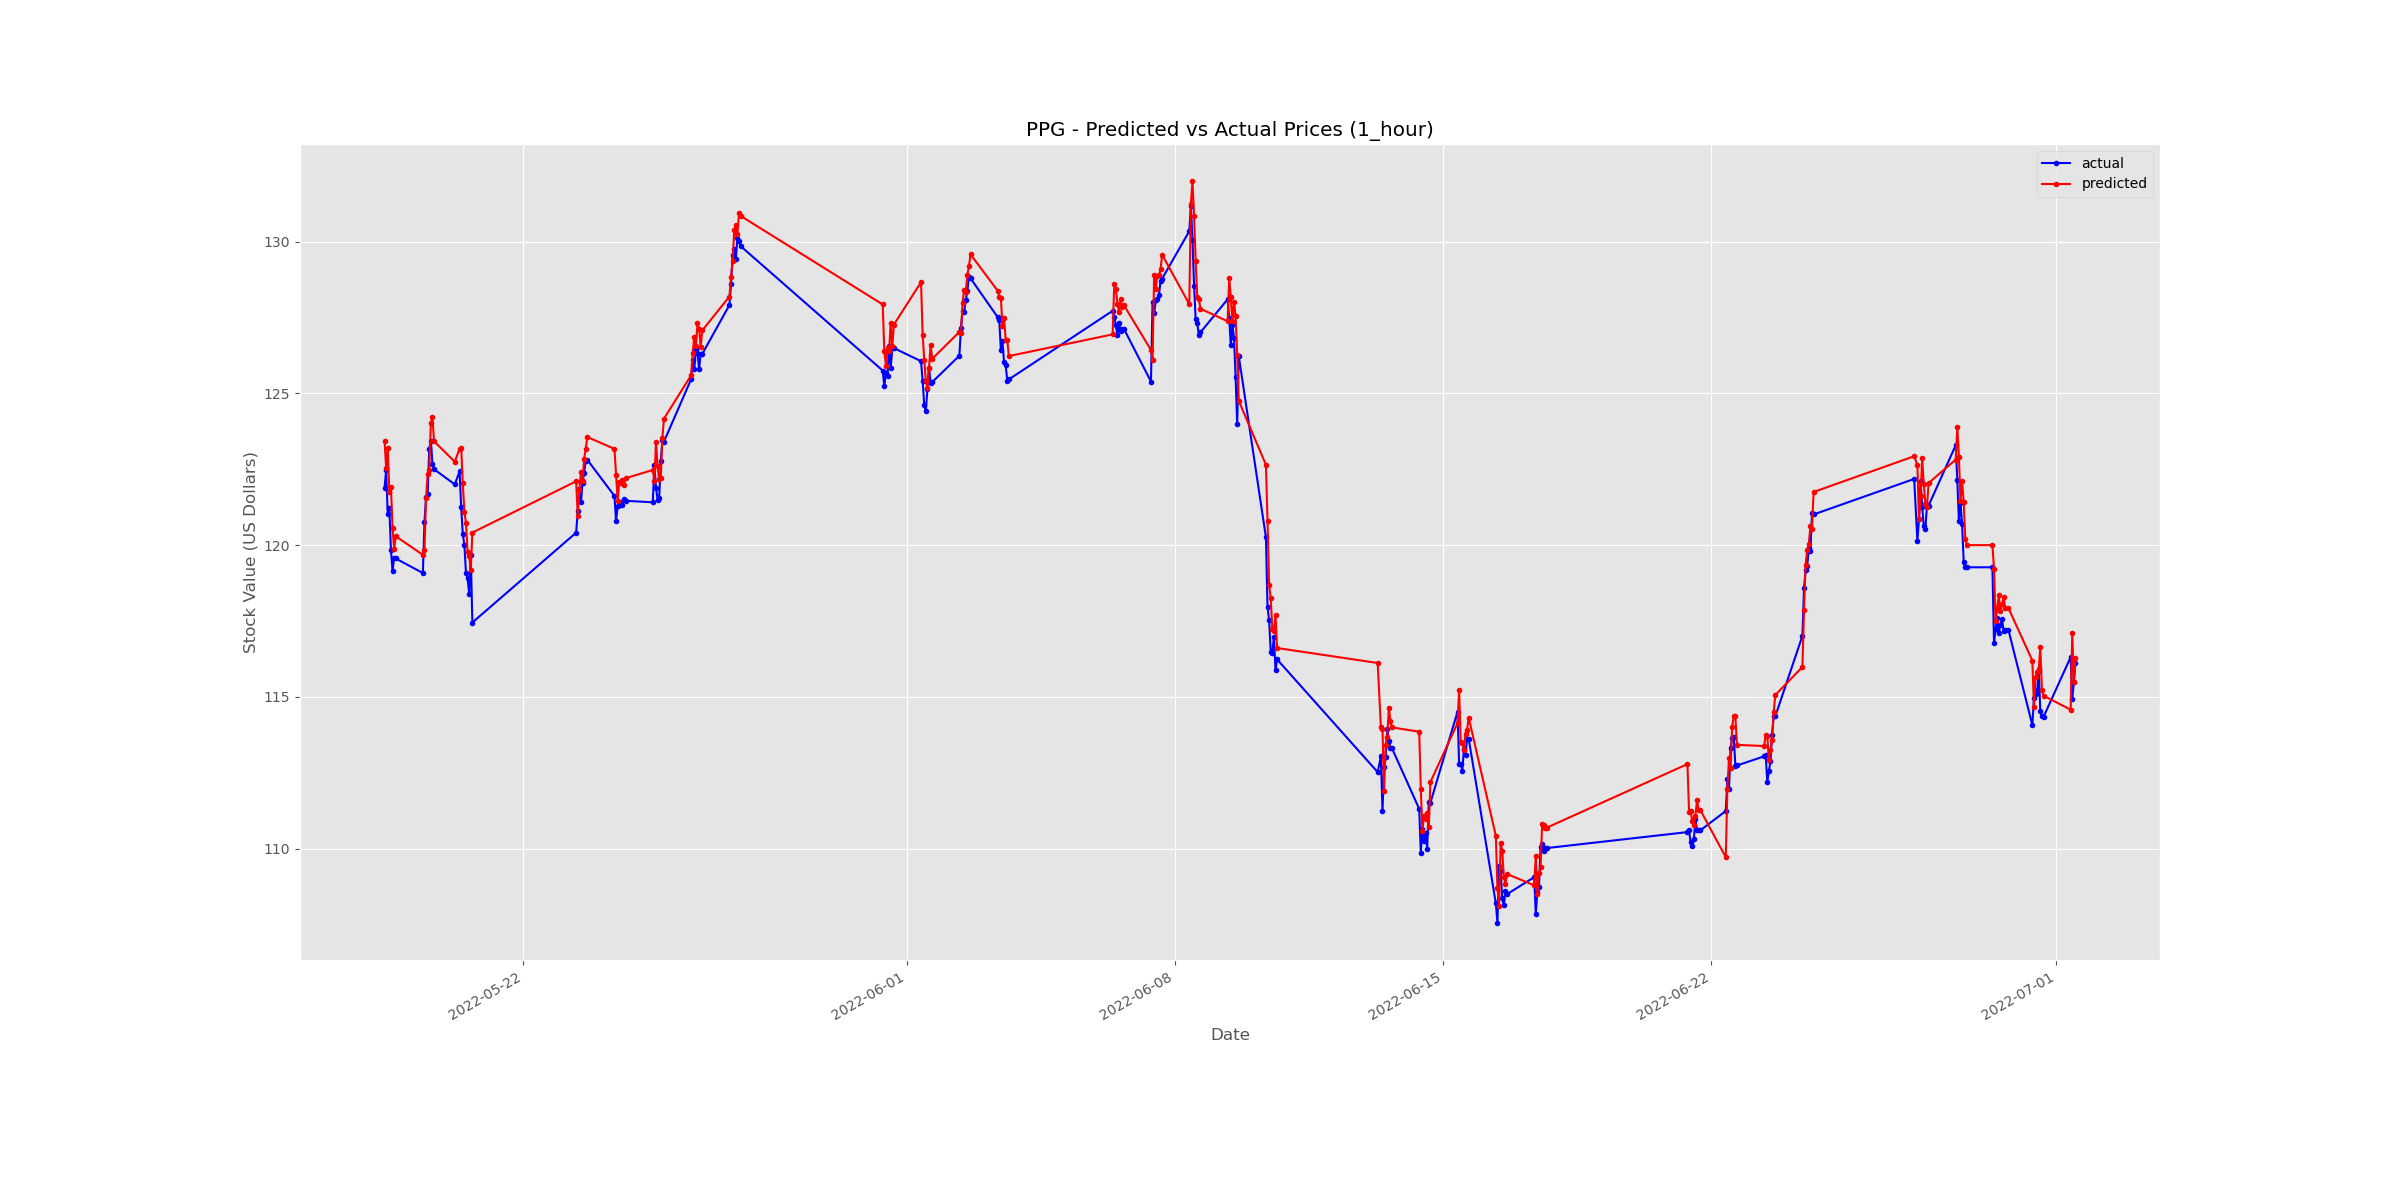 PPG - Predicted vs Actual Prices (1_hour)
actual
predicted
130
125
120
115
110
Stock Value (US Dollars)
2022-05-22
2022-06-01
2022-06-08
2022-06-15
2022-06-22
2022-07-01
Date